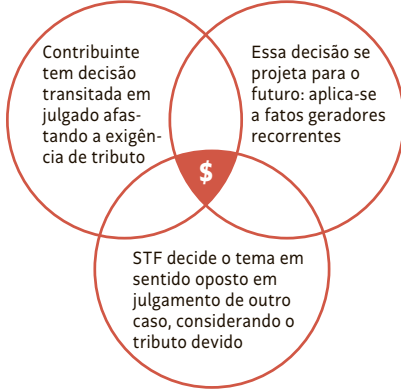 Contribuinte
tem decisão
transitada em
julgado afas-
tando a exigên-
cia de tributo
Essa decisão se
projeta para o
futuro: aplica-se
a fatos geradores
recorrentes
$
STF decide o tema em
sentido oposto em
julgamento de outro
caso, considerando o
tributo devido